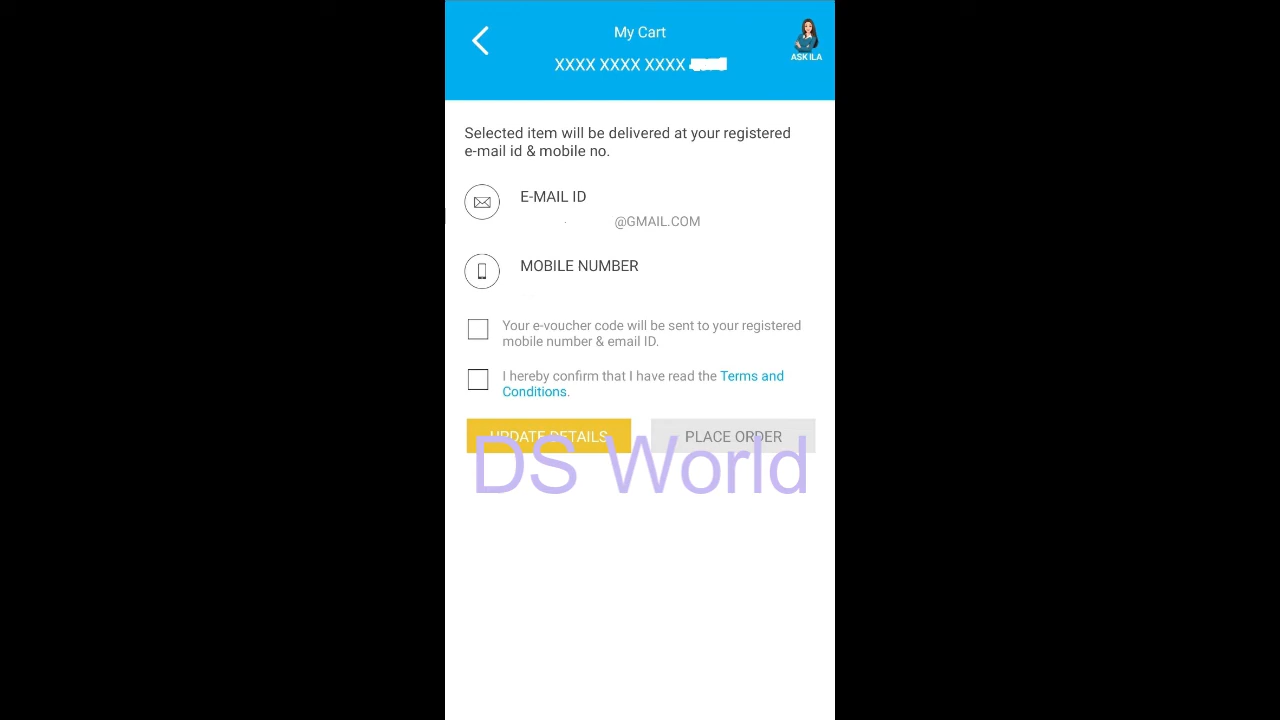 My Cart
ASK ILA
XXXX XXXX XXXX
Selected item will be delivered at your registered
e-mail id & mobile no.
E-MAIL ID
@GMAIL.COM
MOBILE NUMBER
Your e-voucher code will be sent to your registered
mobile number & email ID.
I hereby confirm that I have read the Terms and
Conditions.
UPDATE DETAILS PLACE ORDER
DS World